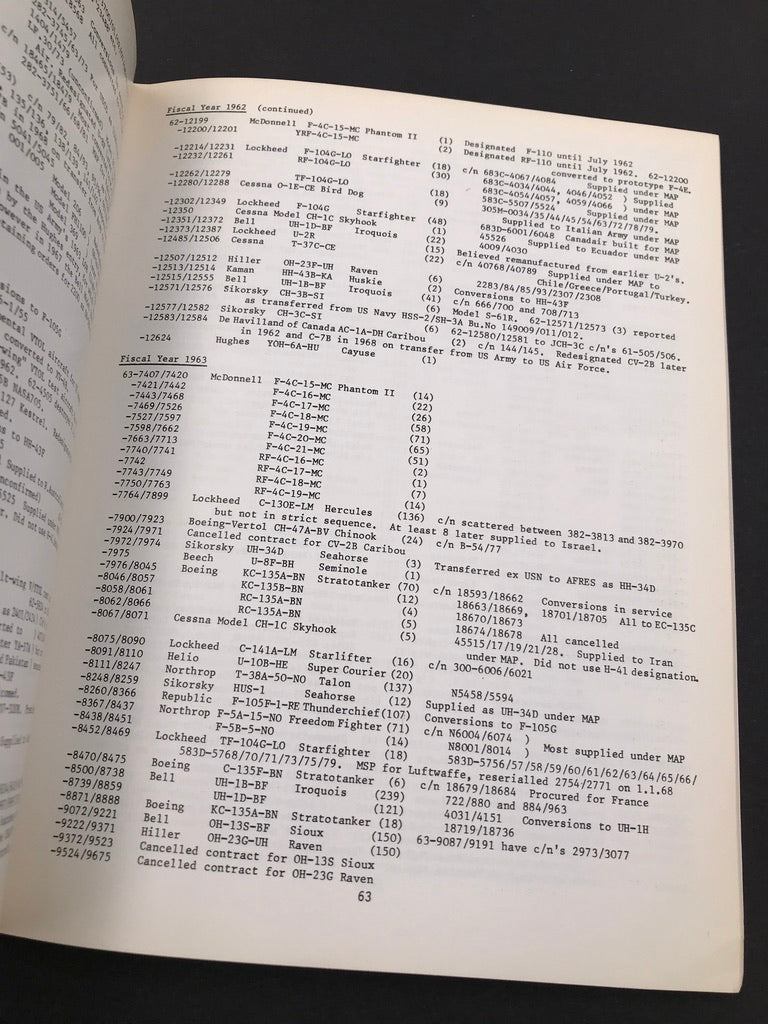 Fiscal Year 1962 (continued)
62-12199 McDonnell F-4C-15-MC Phantom II (1) Designated F-110 until July 1962
-12200/12201 YRF-4C-15-MC (2) Designated RF-110 until July 1962. 62-12200
converted to prototype F-4E.
-12214/12231 Lockheed F-104G-LO Starfighter (18) c/n 683C-4067/4084 Supplied under MAP
-12232/12261 RF-104G-LO (30) 683C-4034/4044, 4046/4052 ) Supplied
683C-4054/4057, 4059/4066 ) under MAP
-12262/12279 TF-104G-LO (18) 583C-5507/5524 Supplied under MAP
-12280/12288 Cessna O-1E-CE Bird Dog (9) 305M-0034/35/44/45/54/63/72/78/79.
Supplied to Italian Army under MAP
-12302/12349 Lockheed F-104G Starfighter (48) 683D-6001/6048 Canadair built for MAP
-12350 Cessna Model CH-1C Skyhook (1) 45526 Supplied to Ecuador under MAP
-12351/12372 Bell UH-1D-BF Iroquois (22) 4009/4030
-12373/12387 Lockheed U-2R (15) Believed remanufactured from earlier U-2's.
-12485/12506 Cessna T-37C-CE (22) c/n 40768/40789 Supplied under MAP to
Chile/Greece/Portugal/Turkey.
-12507/12512 Hiller OH-23F-UH Raven (6) 2283/84/85/93/2307/2308
-12513/12514 Kaman HH-43B-KA Huskie (2) Conversions to HH-43F
-12515/12555 Bell UH-1B-BF Iroquois (41) c/n 666/700 and 708/713
-12571/12576 Sikorsky CH-3B-SI (6) Model S-61R. 62-12571/12573 (3) reported
as transferred from US Navy HSS-2/SH-3A Bu.No 149009/011/012.
-12577/12582 Sikorsky CH-3C-SI (6) 62-12580/12581 to JCH-3C c/n's 61-505/506.
-12583/12584 De Havilland of Canada AC-1A-DH Caribou (2) c/n 144/145. Redesignated CV-2B later
in 1962 and C-7B in 1968 on transfer from US Army to US Air Force.
-12624 Hughes YOH-6A-HU Cayuse (1)
Fiscal Year 1963
63-7407/7420 McDonnell F-4C-15-MC Phantom II (14)
-7421/7442 F-4C-16-MC (22)
-7443/7468 F-4C-17-MC (26)
-7469/7526 F-4C-18-MC (58)
-7527/7597 F-4C-19-MC (71)
-7598/7662 F-4C-20-MC (65)
-7663/7713 F-4C-21-MC (51)
-7740/7741 RF-4C-16-MC (2)
-7742 RF-4C-17-MC (1)
-7743/7749 RF-4C-18-MC (7)
-7750/7763 RF-4C-19-MC (14)
-7764/7899 Lockheed C-130E-LM Hercules (136) c/n scattered between 382-3813 and 382-3970
but not in strict sequence. At least 8 later supplied to Israel.
-7900/7923 Boeing-Vertol CH-47A-BV Chinook (24) c/n B-54/77
-7924/7971 Cancelled contract for CV-2B Caribou
-7972/7974 Sikorsky UH-34D Seahorse (3) Transferred ex USN to AFRES as HH-34D
-7975 Beech U-8F-BH Seminole (1)
-7976/8045 Boeing KC-135A-BN Stratotanker (70) c/n 18593/18662 Conversions in service
-8046/8057 KC-135B-BN (12) 18663/18669, 18701/18705 All to EC-135C
-8058/8061 RC-135A-BN (4) 18670/18673
-8062/8066 RC-135A-BN (5) 18674/18678 All cancelled
-8067/8071 Cessna Model CH-1C Skyhook (5) 45515/17/19/21/28. Supplied to Iran
under MAP. Did not use H-41 designation.
-8075/8090 Lockheed C-141A-LM Starlifter (16) c/n 300-6006/6021
-8091/8110 Helio U-10B-HE Super Courier (20)
-8111/8247 Northrop T-38A-50-NO Talon (137) N5458/5594
-8248/8259 Sikorsky HUS-1 Seahorse (12) Supplied as UH-34D under MAP
-8260/8366 Republic F-105F-1-RE Thunderchief(107) Conversions to F-105G
-8367/8437 Northrop F-5A-15-NO Freedom Fighter (71) c/n N6004/6074 ) Most supplied under MAP
-8438/8451 F-5B-5-NO (14) N8001/8014 )
-8452/8469 Lockheed TF-104G-LO Starfighter (18) 583D-5756/57/58/59/60/61/62/63/64/65/66/
583D-5768/70/71/73/75/79. MSP for Luftwaffe, reserialled 2754/2771 on 1.1.68
-8470/8475 Boeing C-135F-BN Stratotanker (6) c/n 18679/18684 Procured for France
-8500/8738 Bell UH-1B-BF Iroquois (239) 722/880 and 884/963
-8739/8859 UH-1D-BF (121) 4031/4151 Conversions to UH-1H
-8871/8888 Boeing KC-135A-BN Stratotanker (18) 18719/18736
-9072/9221 Bell OH-13S-BF Sioux (150) 63-9087/9191 have c/n's 2973/3077
-9222/9371 Hiller OH-23G-UH Raven (150)
-9372/9523 Cancelled contract for OH-13S Sioux
-9524/9675 Cancelled contract for OH-23G Raven
63